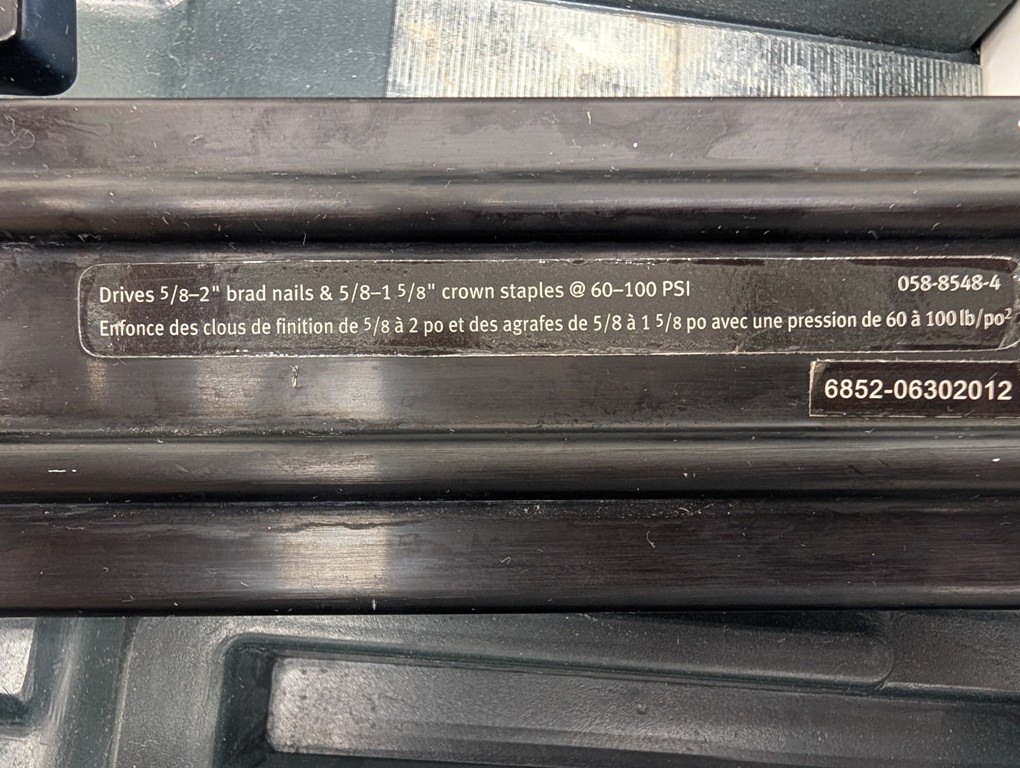 Drives 5/8–2" brad nails & 5/8–1 5/8" crown staples @ 60–100 PSI
058-8548-4
Enfonce des clous de finition de 5/8 à 2 po et des agrafes de 5/8 à 1 5/8 po avec une pression de 60 à 100 lb/po²
6852-06302012